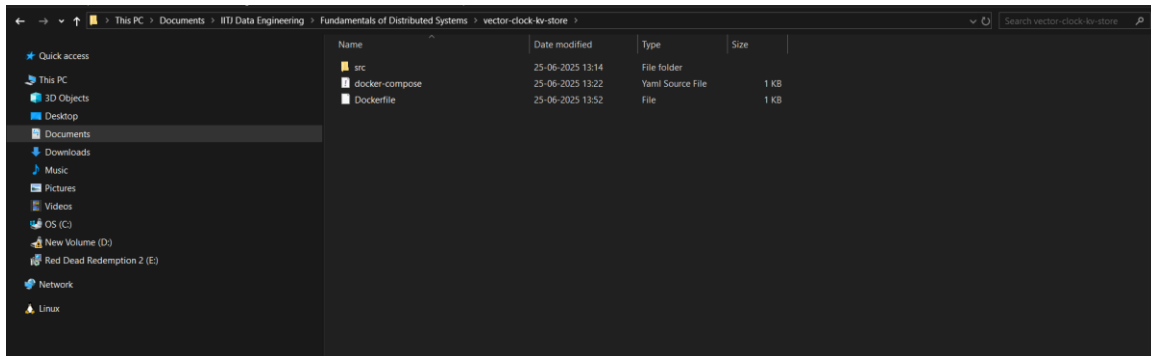 This PC > Documents > IITJ Data Engineering > Fundamentals of Distributed Systems > vector-clock-kv-store >
Search vector-clock-kv-store
Name Date modified Type Size
Quick access
src 25-06-2025 13:14 File folder
This PC
docker-compose 25-06-2025 13:22 Yaml Source File 1 KB
3D Objects
Dockerfile 25-06-2025 13:52 File 1 KB
Desktop
Documents
Downloads
Music
Pictures
Videos
OS (C:)
New Volume (D:)
Red Dead Redemption 2 (E:)
Network
Linux